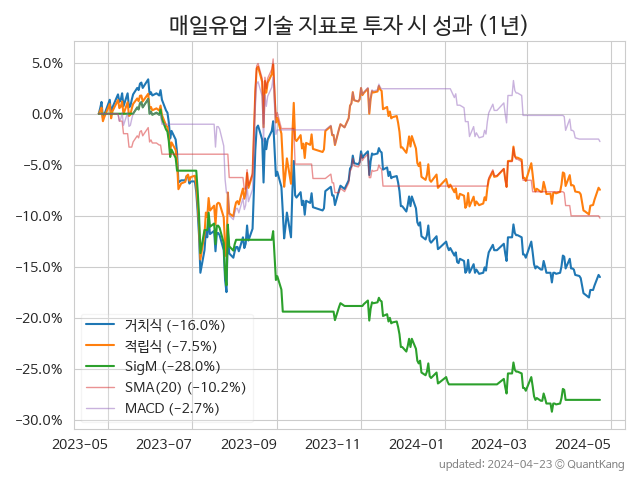 매일유업 기술 지표로 투자 시 성과 (1년)
5.0%
0.0%
−5.0%
−10.0%
−15.0%
−20.0%
−25.0%
−30.0%
거치식 (−16.0%)
적립식 (−7.5%)
SigM (−28.0%)
SMA(20) (−10.2%)
MACD (−2.7%)
2023-05 2023-07 2023-09 2023-11 2024-01 2024-03 2024-05
updated: 2024-04-23 © QuantKang